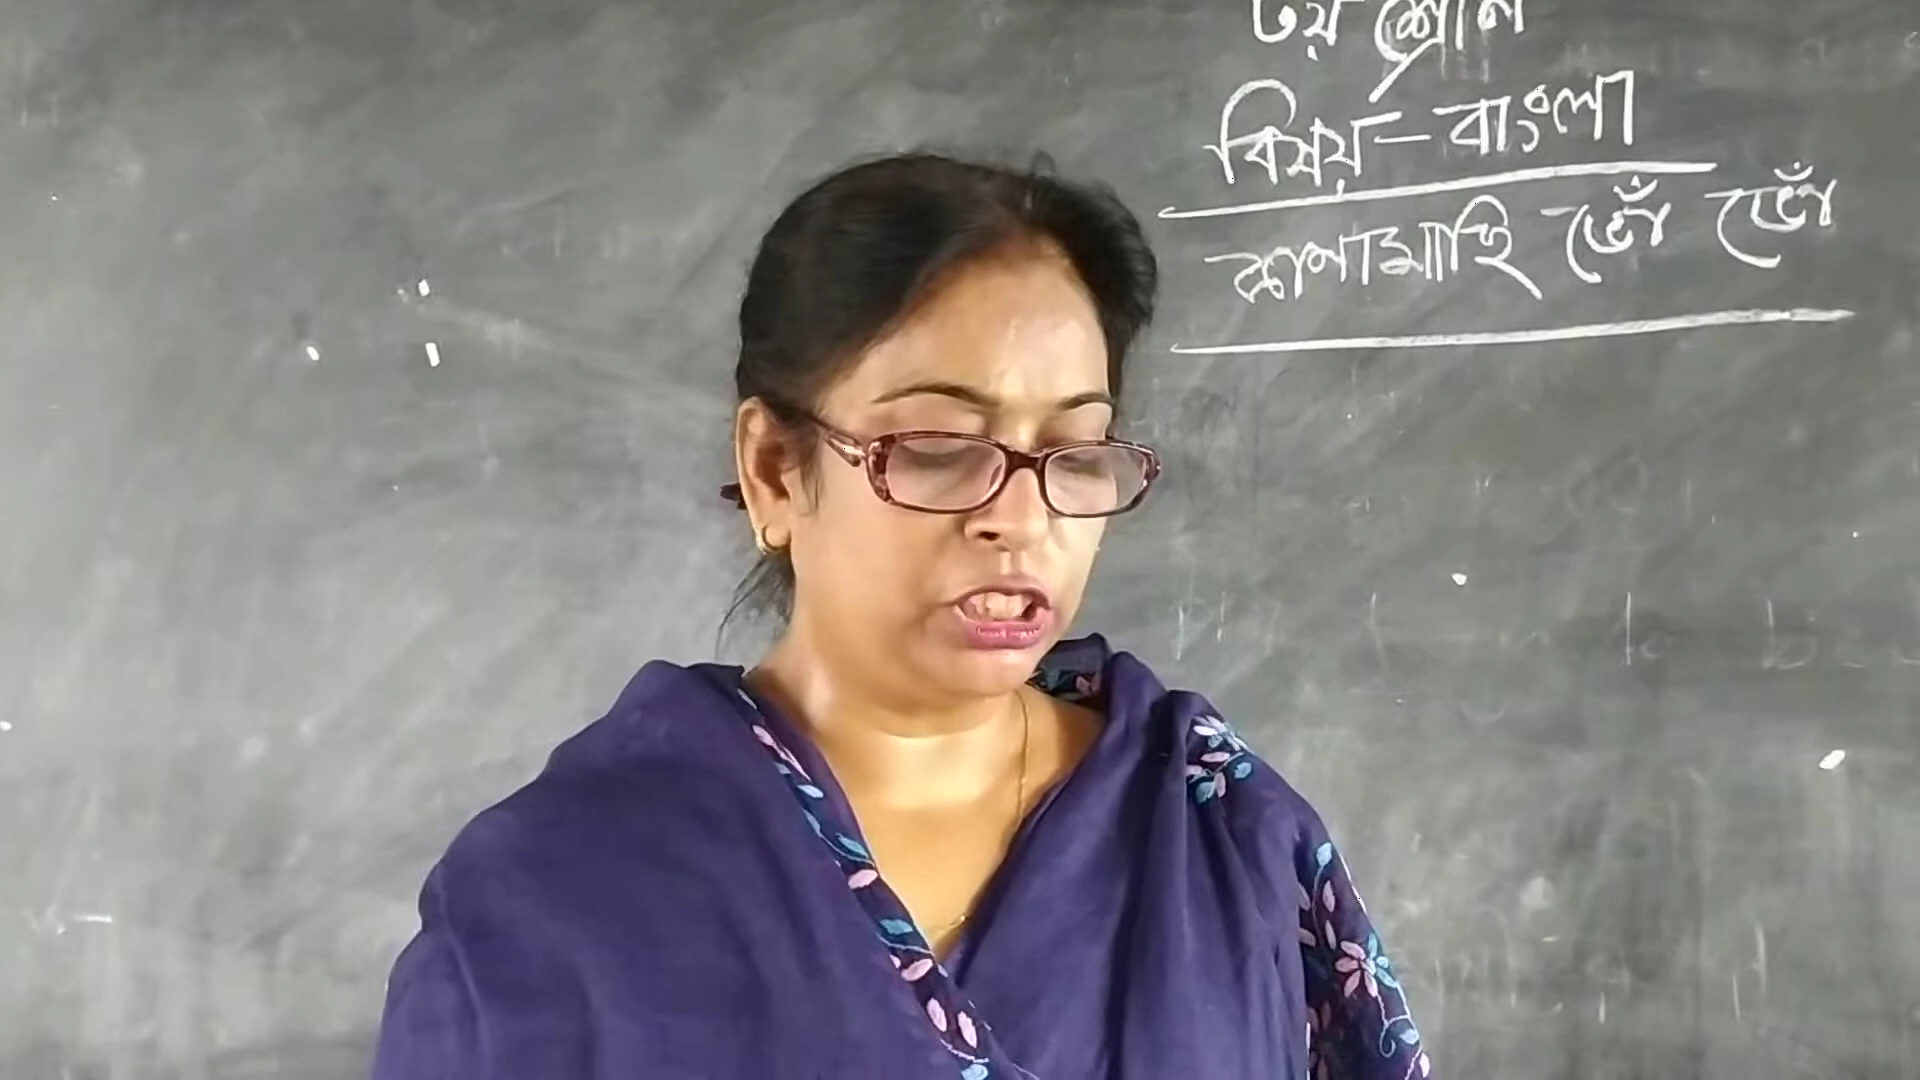 ৩য় শ্রেণি
বিষয়-বাংলা
কানামাছি ভোঁ ভোঁ